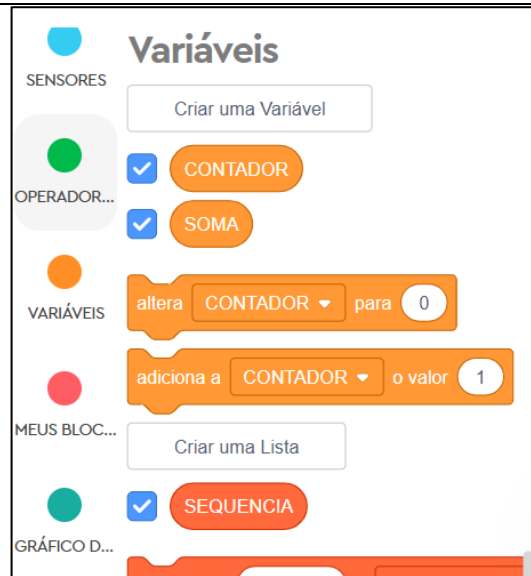 SENSORES
OPERADOR...
VARIÁVEIS
MEUS BLOC...
GRÁFICO D...
Variáveis
Criar uma Variável
CONTADOR
SOMA
altera CONTADOR para 0
adiciona a CONTADOR o valor 1
Criar uma Lista
SEQUENCIA